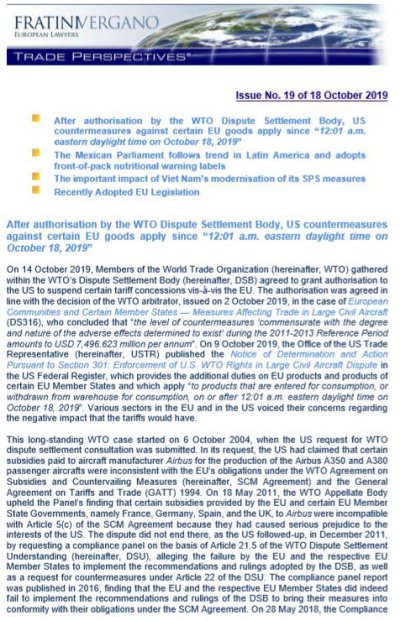 FRATINIVERGANO
EUROPEAN LAWYERS
TRADE PERSPECTIVES®
Issue No. 19 of 18 October 2019
After authorisation by the WTO Dispute Settlement Body, US
countermeasures against certain EU goods apply since “12:01 a.m.
eastern daylight time on October 18, 2019”
The Mexican Parliament follows trend in Latin America and adopts
front-of-pack nutritional warning labels
The important impact of Viet Nam's modernisation of its SPS measures
Recently Adopted EU Legislation
After authorisation by the WTO Dispute Settlement Body, US countermeasures
against certain EU goods apply since “12:01 a.m. eastern daylight time on
October 18, 2019”
On 14 October 2019, Members of the World Trade Organization (hereinafter, WTO) gathered
within the WTO's Dispute Settlement Body (hereinafter, DSB) agreed to grant authorisation to
the US to suspend certain tariff concessions vis-à-vis the EU. The authorisation was agreed in
line with the decision of the WTO arbitrator, issued on 2 October 2019, in the case of European
Communities and Certain Member States — Measures Affecting Trade in Large Civil Aircraft
(DS316), who concluded that “the level of countermeasures ‘commensurate with the degree
and nature of the adverse effects determined to exist’ during the 2011-2013 Reference Period
amounts to USD 7,496.623 million per annum”. On 9 October 2019, the Office of the US Trade
Representative (hereinafter, USTR) published the Notice of Determination and Action
Pursuant to Section 301: Enforcement of U.S. WTO Rights in Large Civil Aircraft Dispute in
the US Federal Register, which provides the additional duties on EU products and products of
certain EU Member States and which apply “to products that are entered for consumption, or
withdrawn from warehouse for consumption, on or after 12:01 a.m. eastern daylight time on
October 18, 2019”. Various sectors in the EU and in the US voiced their concerns regarding
the negative impact that the tariffs would have.
This long-standing WTO case started on 6 October 2004, when the US request for WTO
dispute settlement consultation was submitted. In its request, the US had claimed that certain
subsidies paid to aircraft manufacturer Airbus for the production of the Airbus A350 and A380
passenger aircrafts were inconsistent with the EU's obligations under the WTO Agreement on
Subsidies and Countervailing Measures (hereinafter, SCM Agreement) and the General
Agreement on Tariffs and Trade (GATT) 1994. On 18 May 2011, the WTO Appellate Body
upheld the Panel's finding that certain subsidies provided by the EU and certain EU Member
State Governments, namely France, Germany, Spain, and the UK, to Airbus were incompatible
with Article 5(c) of the SCM Agreement because they had caused serious prejudice to the
interests of the US. The dispute did not end there, as the US followed-up, in December 2011,
by requesting a compliance panel on the basis of Article 21.5 of the WTO Dispute Settlement
Understanding (hereinafter, DSU), alleging the failure by the EU and the respective EU
Member States to implement the recommendations and rulings adopted by the DSB, as well
as a request for countermeasures under Article 22 of the DSU. The compliance panel report
was published in 2016, finding that the EU and the respective EU Member States did indeed
fail to implement the recommendations and rulings of the DSB to bring their measures into
conformity with their obligations under the SCM Agreement. On 28 May 2018, the Compliance